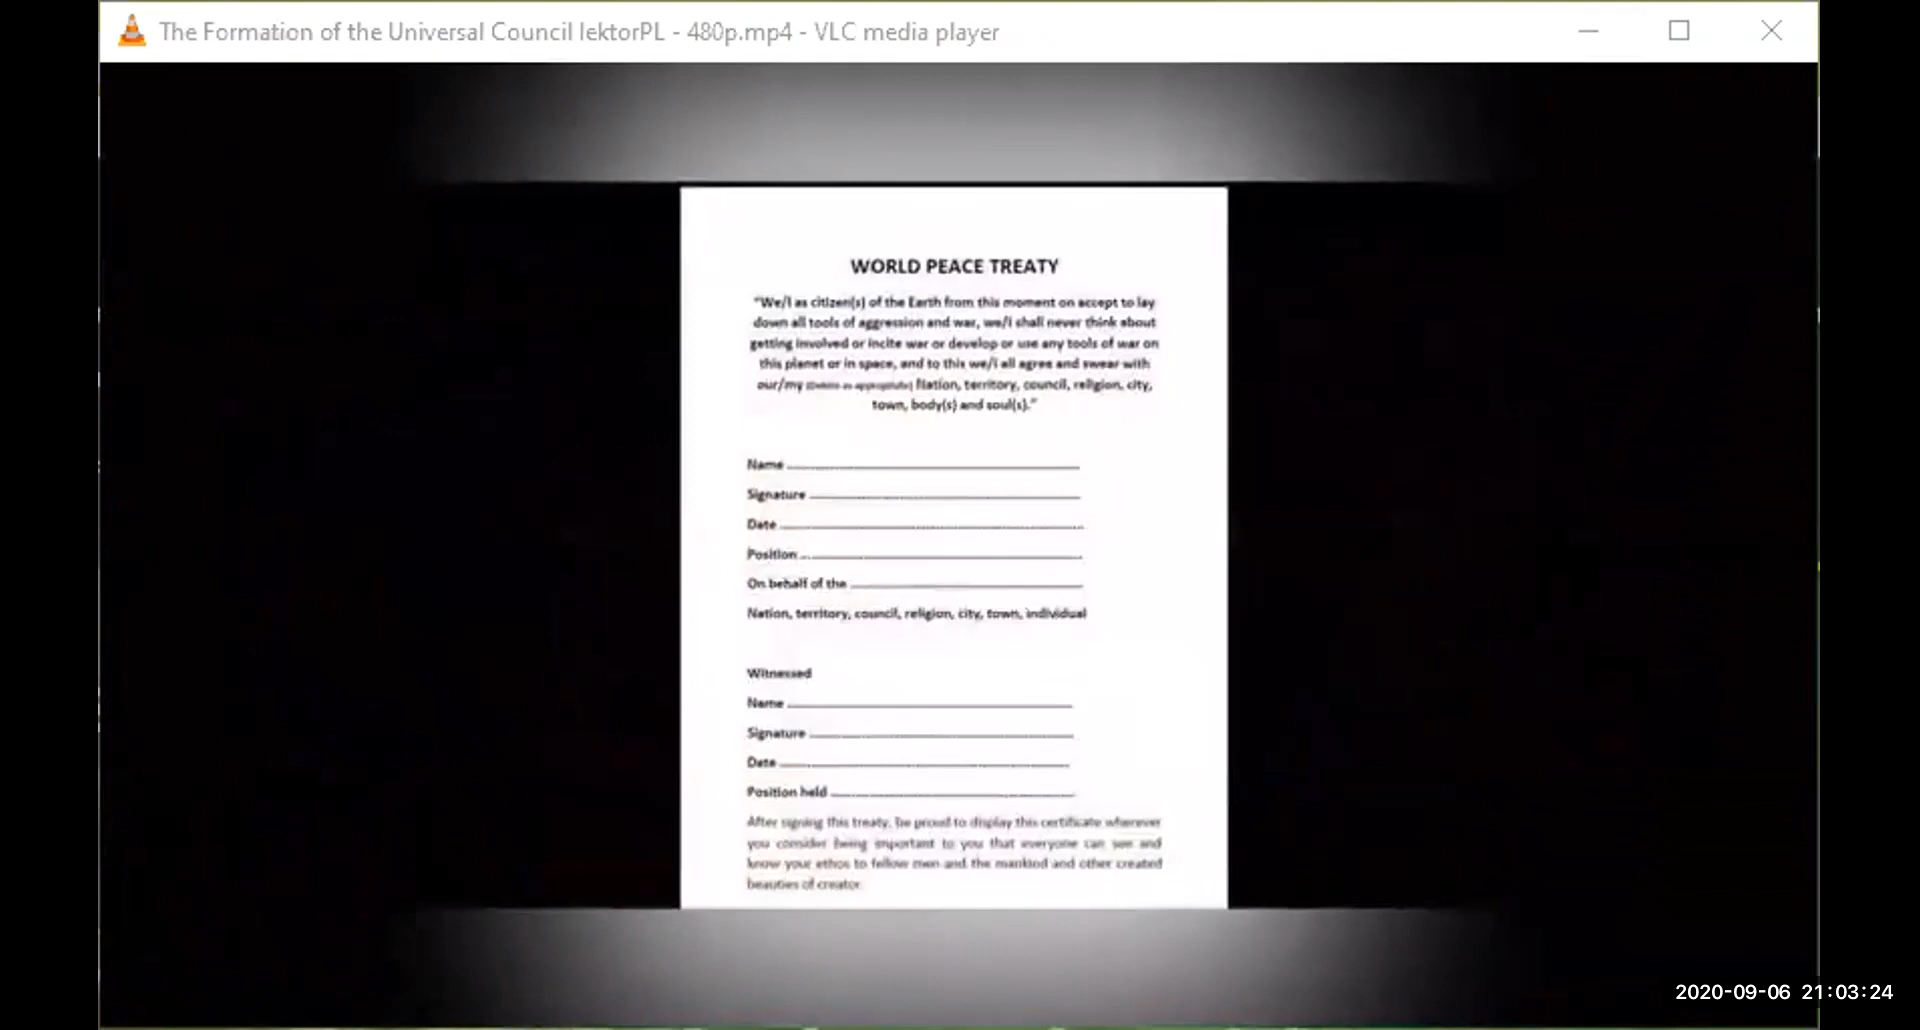 The Formation of the Universal Council lektorPL - 480p.mp4 - VLC media player
WORLD PEACE TREATY
"We/I as citizen(s) of the Earth from this moment on accept to lay
down all tools of aggression and war, we/i shall never think about
getting involved or incite war or develop or use any tools of war on
this planet or in space, and to this we/i all agree and swear with
our/my (Delete as appropriate) Nation, territory, council, religion, city,
town, body(s) and soul(s)."
Name
Signature
Date
Position
On behalf of the
Nation, territory, council, religion, city, town, individual
Witnessed
Name
Signature
Date
Position held
After signing this treaty, be proud to display this certificate wherever
you consider being important to you that everyone can see and
know your ethos to fellow men and the mankind and other created
beauties of creator.
2020-09-06 21:03:24